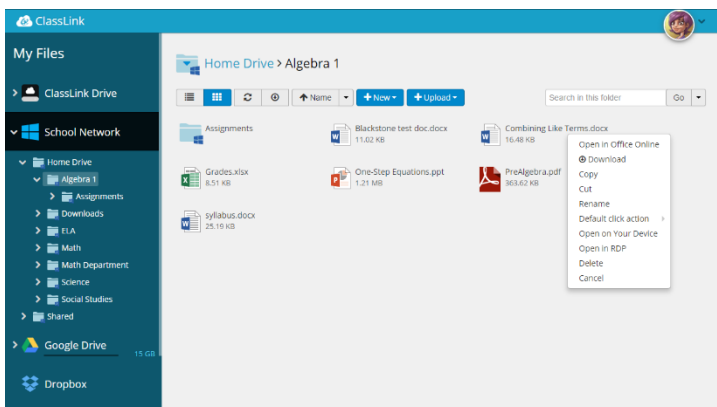 ClassLink
My Files
ClassLink Drive
School Network
Home Drive
Algebra 1
Assignments
Downloads
ELA
Math
Math Department
Science
Social Studies
Shared
Google Drive
15 GB
Dropbox
Home Drive > Algebra 1
Name
+New
+Upload
Search in this folder
Go
Assignments
Blackstone test doc.docx
11.02 KB
Combining Like Terms.docx
16.48 KB
Grades.xlsx
8.51 KB
One-Step Equations.ppt
1.21 MB
PreAlgebra.pdf
363.62 KB
syllabus.docx
25.19 KB
Open in Office Online
Download
Copy
Cut
Rename
Default click action
Open on Your Device
Open in RDP
Delete
Cancel